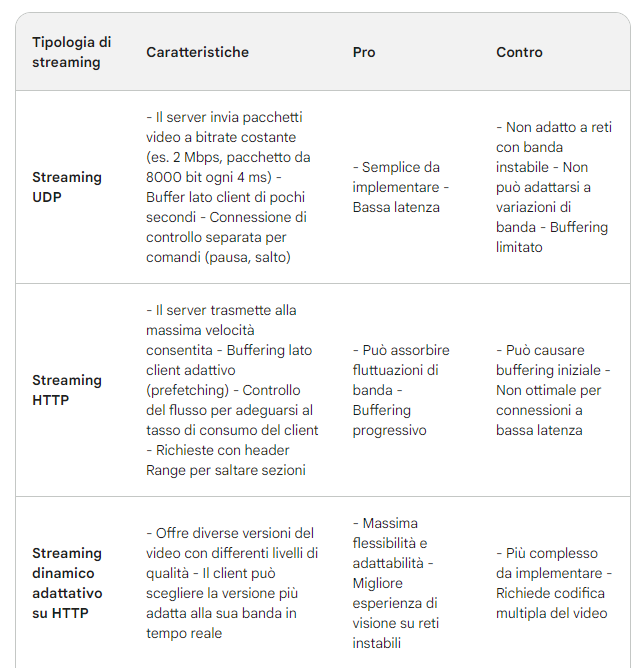 Tipologia di
streaming
Caratteristiche
Pro
Contro
Streaming
UDP
- Il server invia pacchetti
video a bitrate costante
(es. 2 Mbps, pacchetto da
8000 bit ogni 4 ms) -
Buffer lato client di pochi
secondi - Connessione di
controllo separata per
comandi (pausa, salto)
- Semplice da
implementare -
Bassa latenza
- Non adatto a reti
con banda
instabile - Non
può adattarsi a
variazioni di
banda - Buffering
limitato
Streaming
HTTP
- Il server trasmette alla
massima velocità
consentita - Buffering lato
client adattivo
(prefetching) - Controllo
del flusso per adeguarsi al
tasso di consumo del client
- Richieste con header
Range per saltare sezioni
- Può assorbire
fluttuazioni di
banda -
Buffering
progressivo
- Può causare
buffering iniziale -
Non ottimale per
connessioni a
bassa latenza
Streaming
dinamico
adattativo
su HTTP
- Offre diverse versioni del
video con differenti livelli di
qualità - Il client può
scegliere la versione più
adatta alla sua banda in
tempo reale
- Massima
flessibilità e
adattabilità -
Migliore
esperienza di
visione su reti
instabili
- Più complesso
da implementare -
Richiede codifica
multipla del video